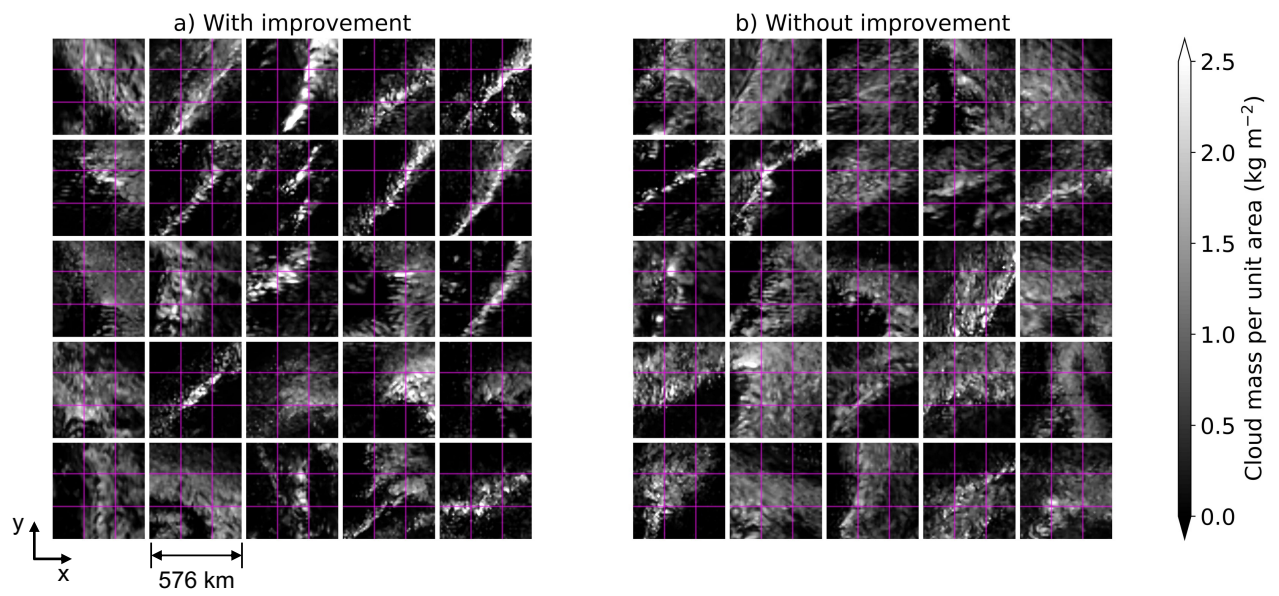 a) With improvement
b) Without improvement
2.5
2.0
1.5
1.0
0.5
0.0
Cloud mass per unit area (kg m⁻²)
y
x
576 km